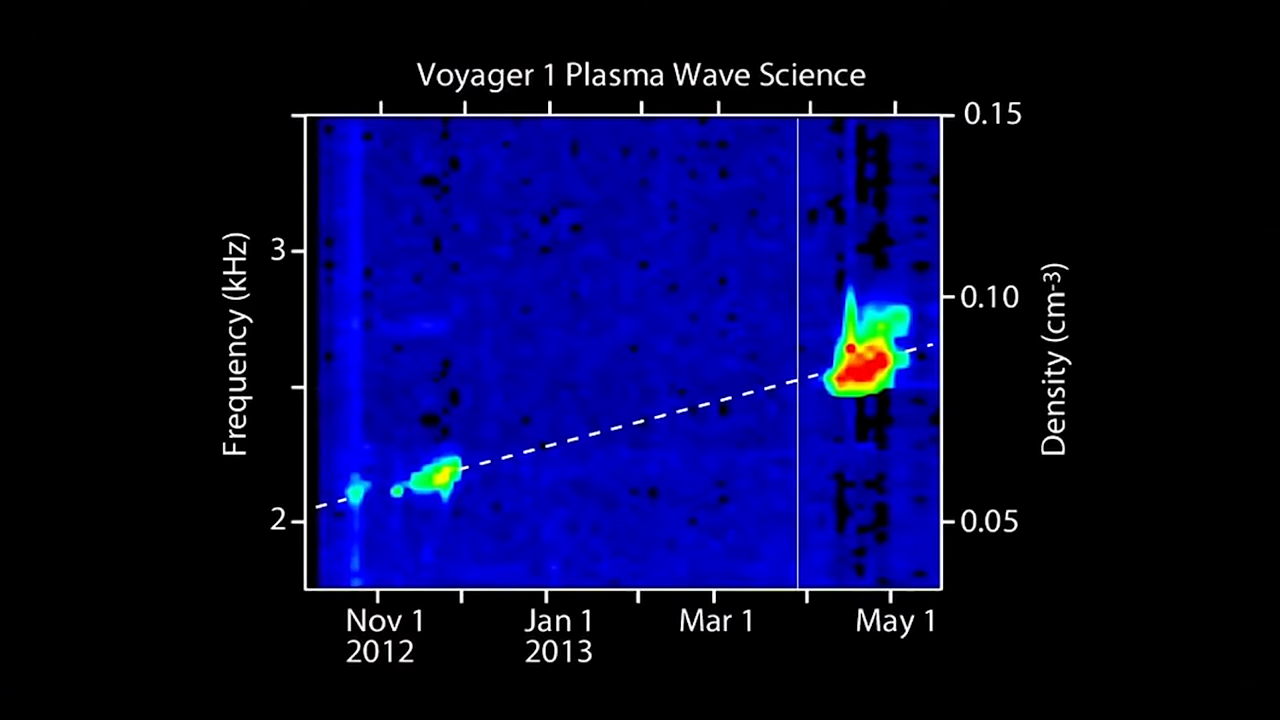 Voyager 1 Plasma Wave Science
0.15
3
0.10
Frequency (kHz)
Density (cm-3)
2
0.05
Nov 1 Jan 1 Mar 1 May 1
2012 2013